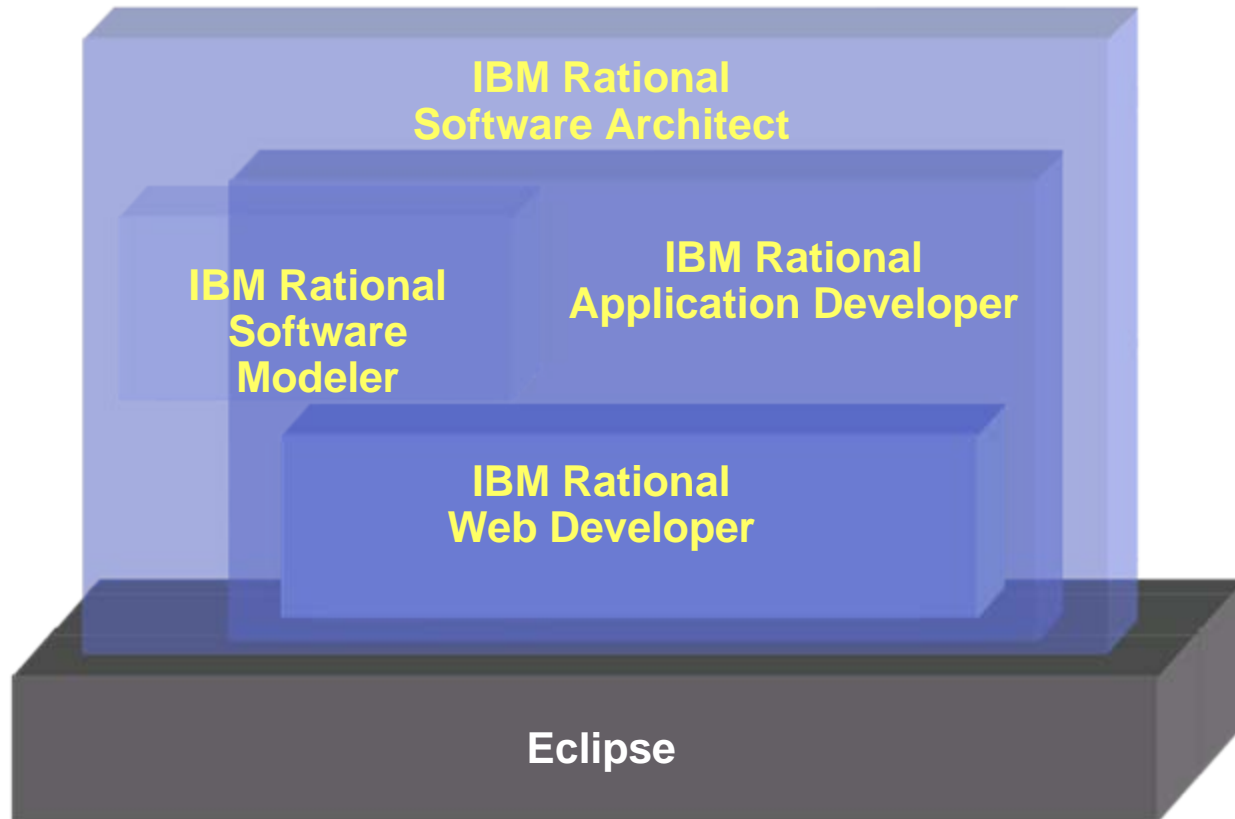 IBM Rational
Software Architect
IBM Rational
Application Developer
IBM Rational
Software
Modeler
IBM Rational
Web Developer
Eclipse